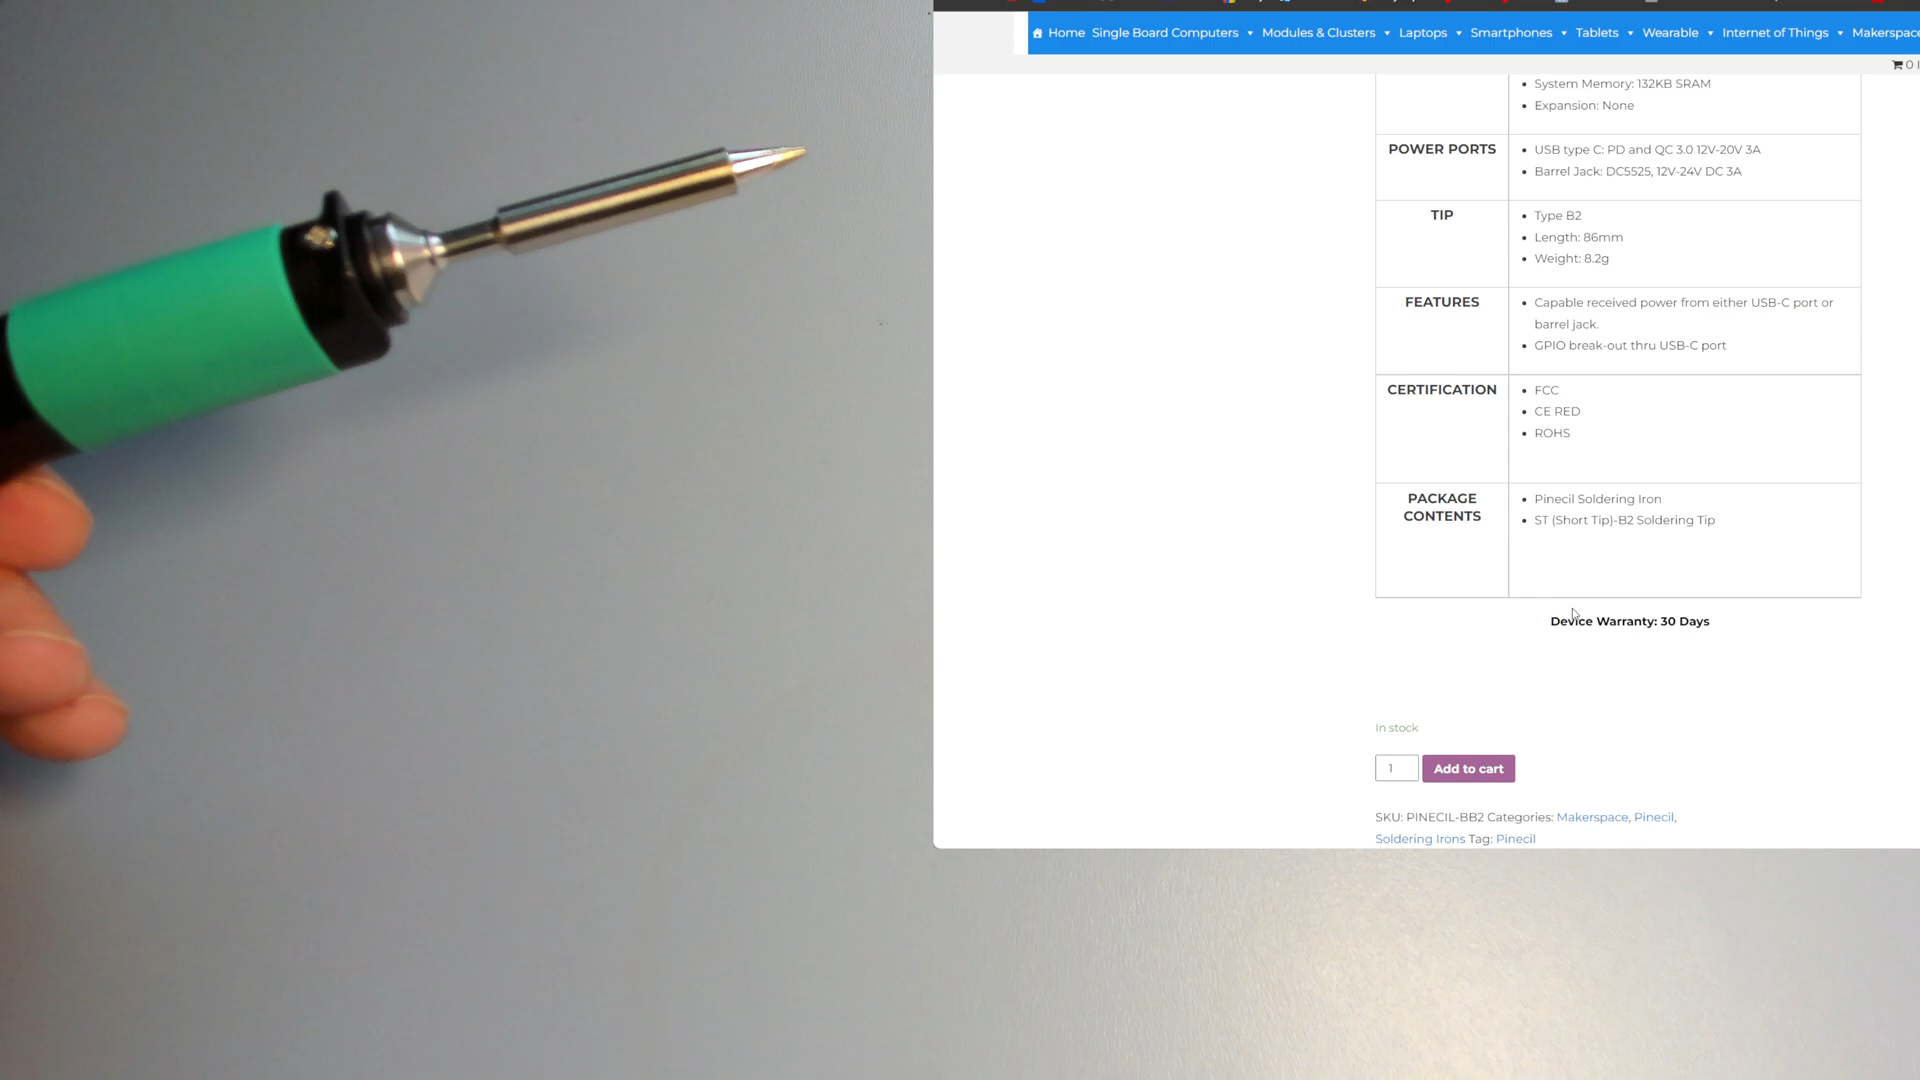 Home Single Board Computers Modules & Clusters Laptops Smartphones Tablets Wearable Internet of Things Makerspace
0
System Memory: 132KB SRAM
Expansion: None
POWER PORTS
USB type C: PD and QC 3.0 12V-20V 3A
Barrel Jack: DC5525, 12V-24V DC 3A
TIP
Type B2
Length: 86mm
Weight: 8.2g
FEATURES
Capable received power from either USB-C port or
barrel jack.
GPIO break-out thru USB-C port
CERTIFICATION
FCC
CE RED
ROHS
PACKAGE
CONTENTS
Pinecil Soldering Iron
ST (Short Tip)-B2 Soldering Tip
Device Warranty: 30 Days
In stock
1 Add to cart
SKU: PINECIL-BB2 Categories: Makerspace, Pinecil,
Soldering Irons Tag: Pinecil